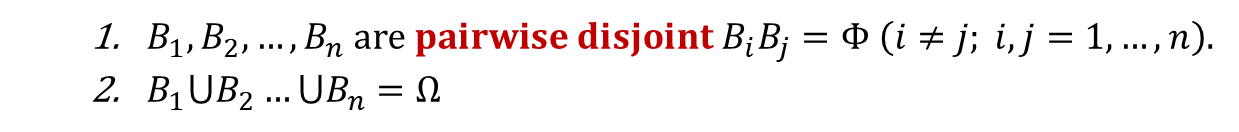 1. B₁, B₂, …, Bₙ are pairwise disjoint BᵢBⱼ = Φ (i ≠ j; i, j = 1, …, n).
2. B₁⋃B₂ … ⋃Bₙ = Ω